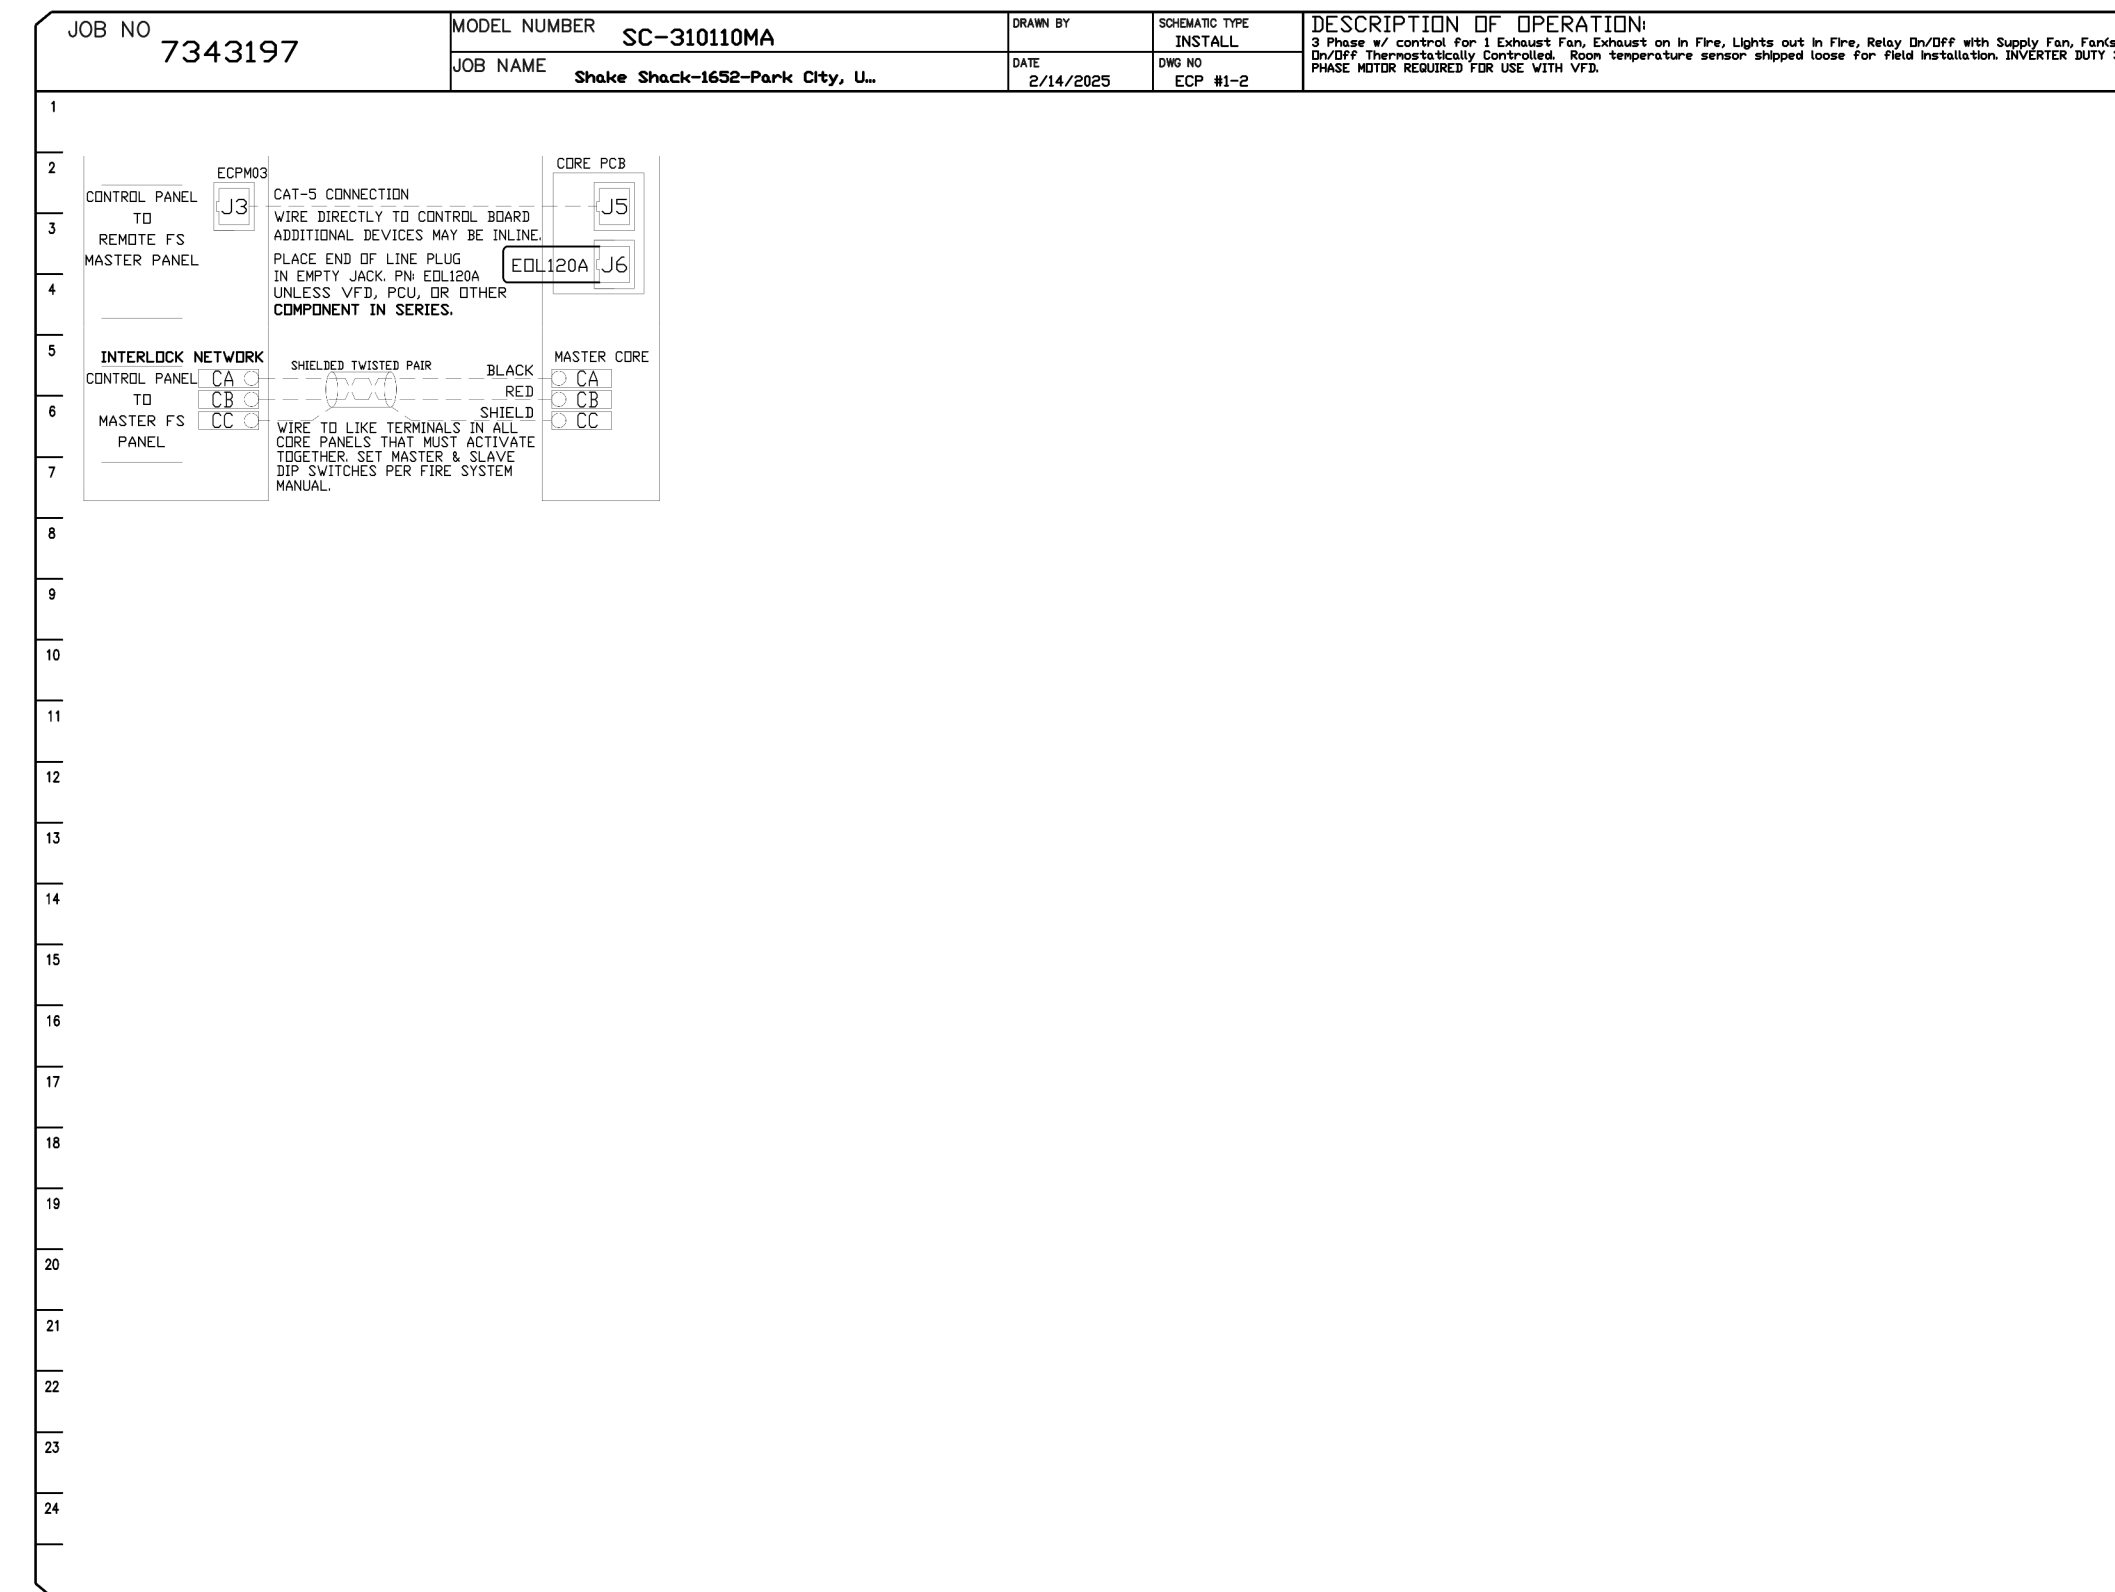 JOB NO
7343197
MODEL NUMBER
SC-310110MA
JOB NAME
Shake Shack-1652-Park City, U...
DRAWN BY
DATE
2/14/2025
SCHEMATIC TYPE
INSTALL
DWG NO
ECP #1-2
DESCRIPTION OF OPERATION:
3 Phase w/ control for 1 Exhaust Fan, Exhaust on in Fire, Lights out in Fire, Relay On/Off with Supply Fan, Fan(s
On/Off Thermostatically Controlled. Room temperature sensor shipped loose for field installation. INVERTER DUTY 3
PHASE MOTOR REQUIRED FOR USE WITH VFD.
1
2
3
4
5
6
7
8
9
10
11
12
13
14
15
16
17
18
19
20
21
22
23
24
CONTROL PANEL
TO
REMOTE FS
MASTER PANEL
ECPM03
J3
CAT-5 CONNECTION
WIRE DIRECTLY TO CONTROL BOARD
ADDITIONAL DEVICES MAY BE INLINE.
PLACE END OF LINE PLUG
IN EMPTY JACK. PN: EOL120A
UNLESS VFD, PCU, OR OTHER
COMPONENT IN SERIES.
CORE PCB
J5
EOL120A
J6
INTERLOCK NETWORK
CONTROL PANEL
TO
MASTER FS
PANEL
CA
CB
CC
SHIELDED TWISTED PAIR
BLACK
RED
SHIELD
MASTER CORE
CA
CB
CC
WIRE TO LIKE TERMINALS IN ALL
CORE PANELS THAT MUST ACTIVATE
TOGETHER. SET MASTER & SLAVE
DIP SWITCHES PER FIRE SYSTEM
MANUAL.